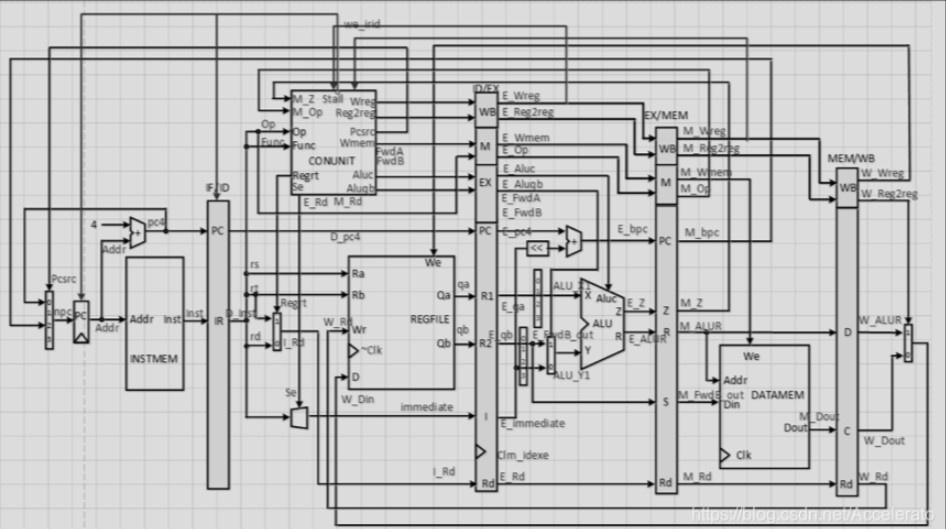 we_irid
ID/EX
M_Z
Stall
Wreg
E_Wreg
M_Op
Reg2reg
E_Reg2reg
WB
EX/MEM
Op
Op
Pcsrc
M_Wreg
Func
Func
Wmem
E_Wmem
M
WB
M_Reg2reg
FwdA
E_Op
FwdB
CONUNIT
MEM/WB
Aluc
E_Aluc
M_Wmem
W_Wreg
Regrt
EX
E_Aluqb
M
M_Op
WB
Se
Aluqb
W_Reg2reg
IF/ID
E_Rd
M_Rd
E_FwdA
E_FwdB
4
pc4
+
PC
PC
E_pc4
+
E_bpc
PC
M_bpc
D_pc4
Addr
<<
We
rs
Ra
Pcsrc
qa
rt
Rb
Qa
R1
ALU_X1
X
Aluc
Regrt
E_qa
Z
E_Z
Z
M_Z
npc
PC
Addr
Inst
Inst
IR
D_Inst
W_Rd
Wr
REGFILE
qb
ALU
W_ALUR
Addr
rd
I_Rd
~Clk
Qb
R2
E_qb
E_FwdB_out
R
E_ALUR
R
M_ALUR
D
Y
INSTMEM
We
D
ALU_Y1
Addr
Se
W_Din
immediate
I
S
M_FwdB_out
Din
DATAMEM
E_immediate
M_Dout
Dout
C
W_Dout
Clm_idexe
Clk
I_Rd
Rd
E_Rd
Rd
M_Rd
Rd
W_Rd
https://blog.csdn.net/Accelerato